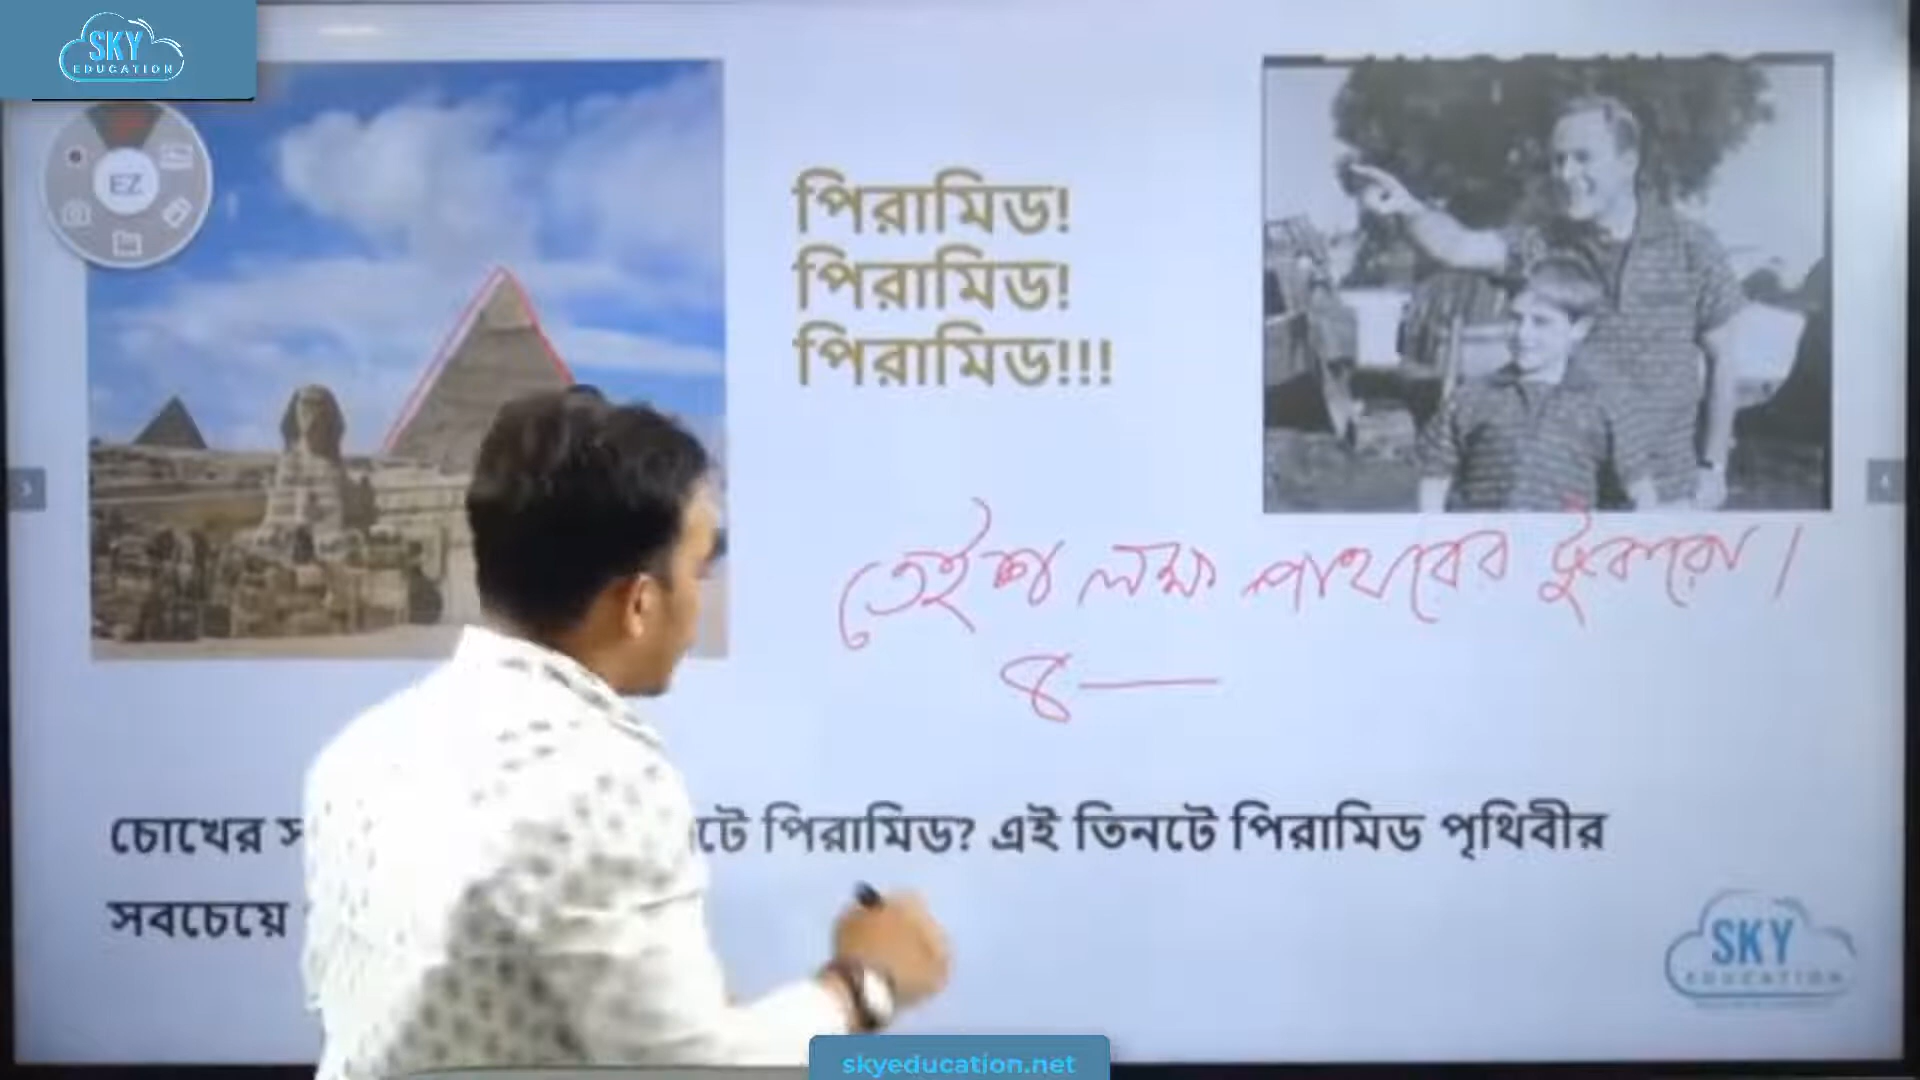 SKY
EDUCATION
EZ
পিরামিড!
পিরামিড!
পিরামিড!!!
তেইশ লক্ষ পাথরের টুকরো।
চোখের টে পিরামিড? এই তিনটে পিরামিড পৃথিবীর
সবচেয়ে
SKY
EDUCATION
skyeducation.net